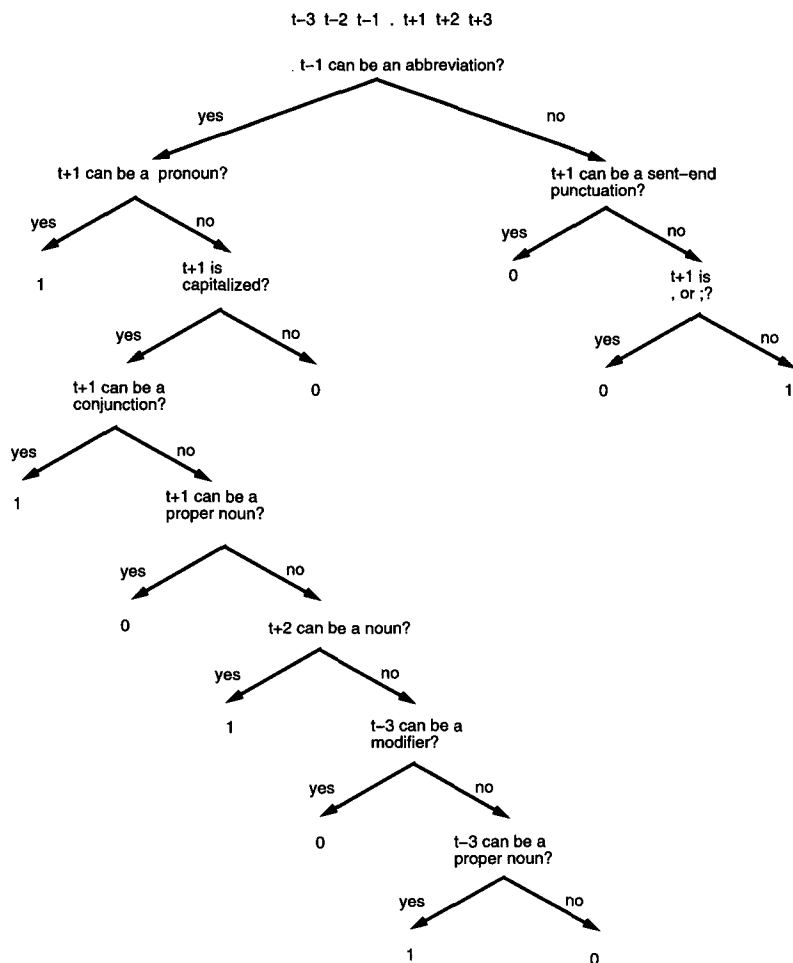 t−3 t−2 t−1 . t+1 t+2 t+3
. t−1 can be an abbreviation?
yes
no
t+1 can be a pronoun?
t+1 can be a sent−end
punctuation?
yes
no
yes
no
1
t+1 is
capitalized?
0
t+1 is
, or ;?
yes
no
yes
no
t+1 can be a
conjunction?
0
0
1
yes
no
1
t+1 can be a
proper noun?
yes
no
0
t+2 can be a noun?
yes
no
1
t−3 can be a
modifier?
yes
no
0
t−3 can be a
proper noun?
yes
no
1
0